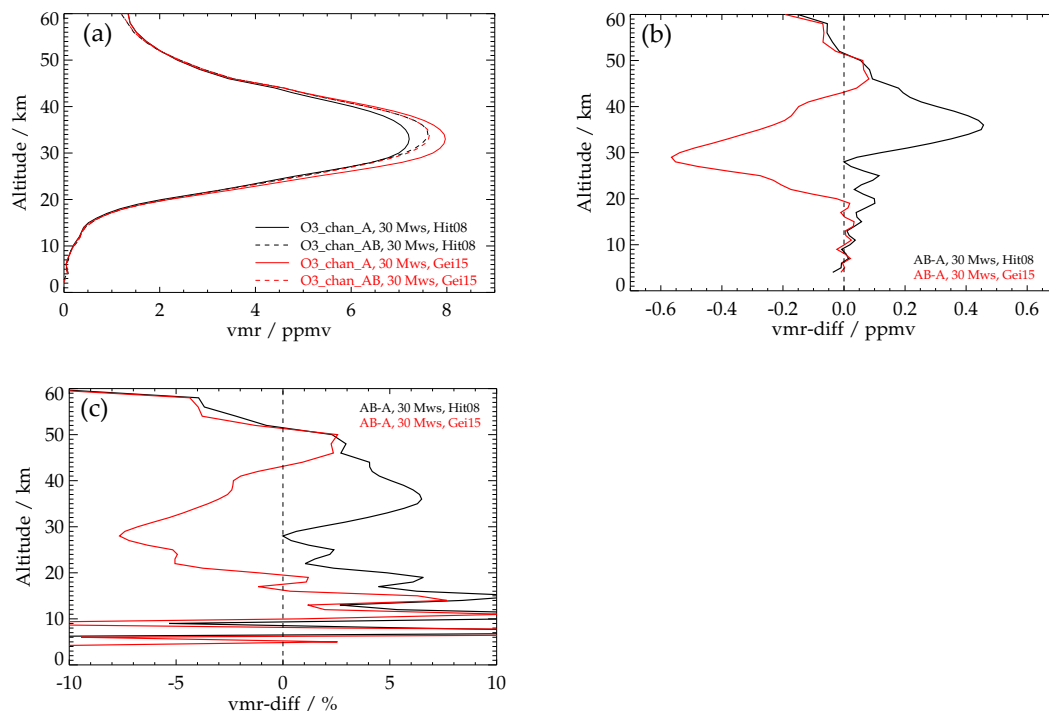 (a)
Altitude / km
60
50
40
30
20
10
0
O3_chan_A, 30 Mws, Hit08
O3_chan_AB, 30 Mws, Hit08
O3_chan_A, 30 Mws, Gei15
O3_chan_AB, 30 Mws, Gei15
0 2 4 6 8
vmr / ppmv
(b)
Altitude / km
60
50
40
30
20
10
0
AB-A, 30 Mws, Hit08
AB-A, 30 Mws, Gei15
-0.6 -0.4 -0.2 0.0 0.2 0.4 0.6
vmr-diff / ppmv
(c)
AB-A, 30 Mws, Hit08
AB-A, 30 Mws, Gei15
Altitude / km
60
50
40
30
20
10
0
-10 -5 0 5 10
vmr-diff / %